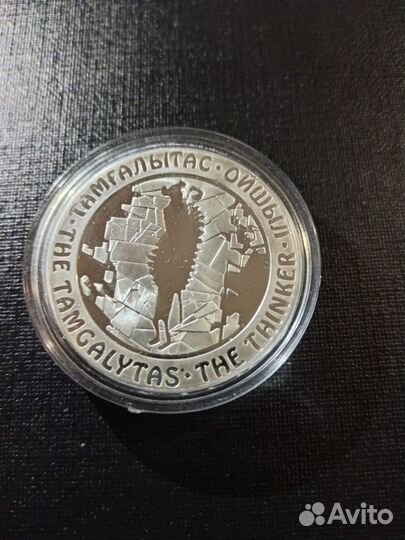 ТАМҒАЛЫТАС · ОЙШЫЛ ·
THE TAMGALYTAS · THE THINKER ·
Avito